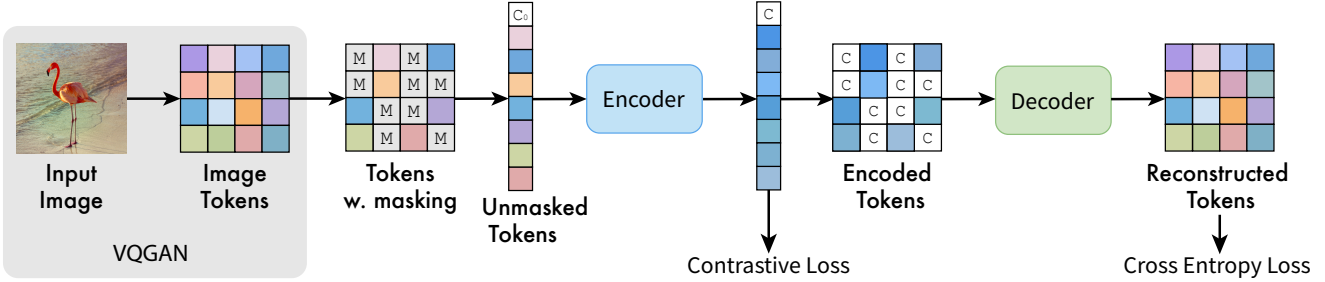 C₀
C
M M
M M M
M M
M M
C C
C C C
C C
C C
Encoder
Decoder
Input
Image
Image
Tokens
Tokens
w. masking
Unmasked
Tokens
Encoded
Tokens
Reconstructed
Tokens
VQGAN
Contrastive Loss
Cross Entropy Loss